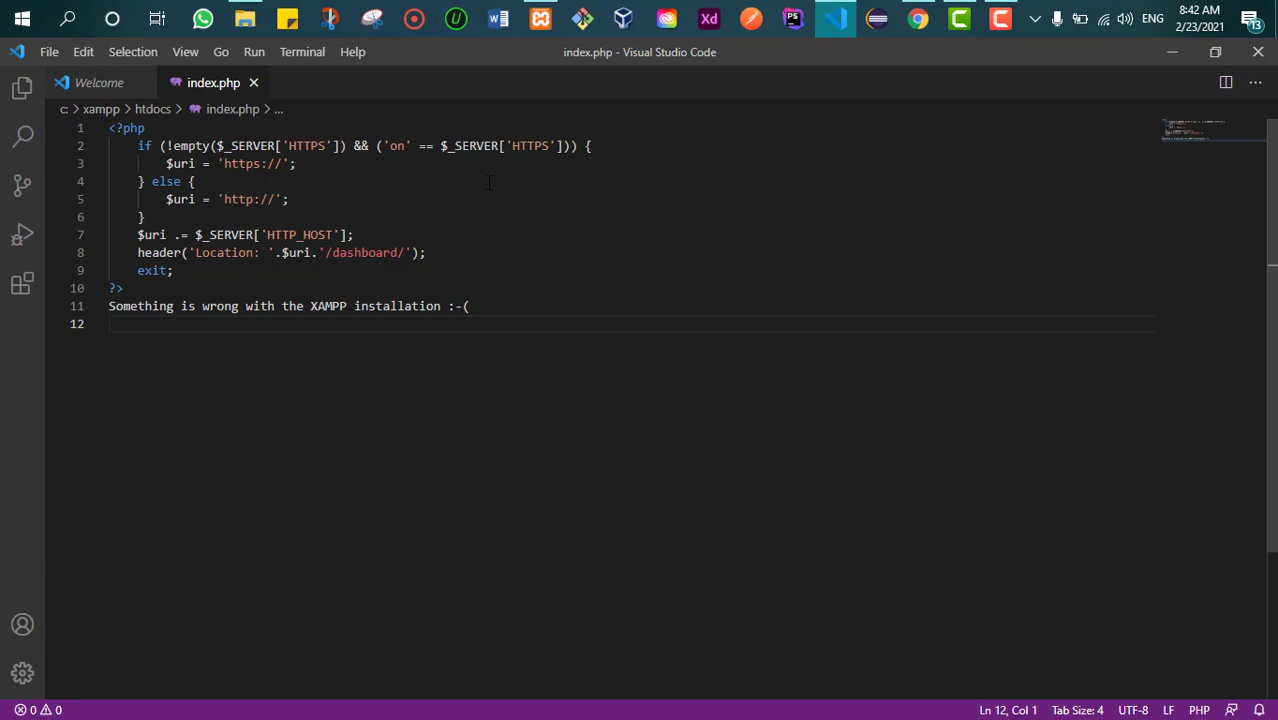 Xd
PS
ENG
8:42 AM
2/23/2021
13
File Edit Selection View Go Run Terminal Help
index.php - Visual Studio Code
Welcome
index.php
C > xampp > htdocs > index.php > ...
1 <?php
2 if (!empty($_SERVER['HTTPS']) && ('on' == $_SERVER['HTTPS'])) {
3 $uri = 'https://';
4 } else {
5 $uri = 'http://';
6 }
7 $uri .= $_SERVER['HTTP_HOST'];
8 header('Location: '.$uri.'/dashboard/');
9 exit;
10 ?>
11 Something is wrong with the XAMPP installation :-(
12
0 0
Ln 12, Col 1 Tab Size: 4 UTF-8 LF PHP